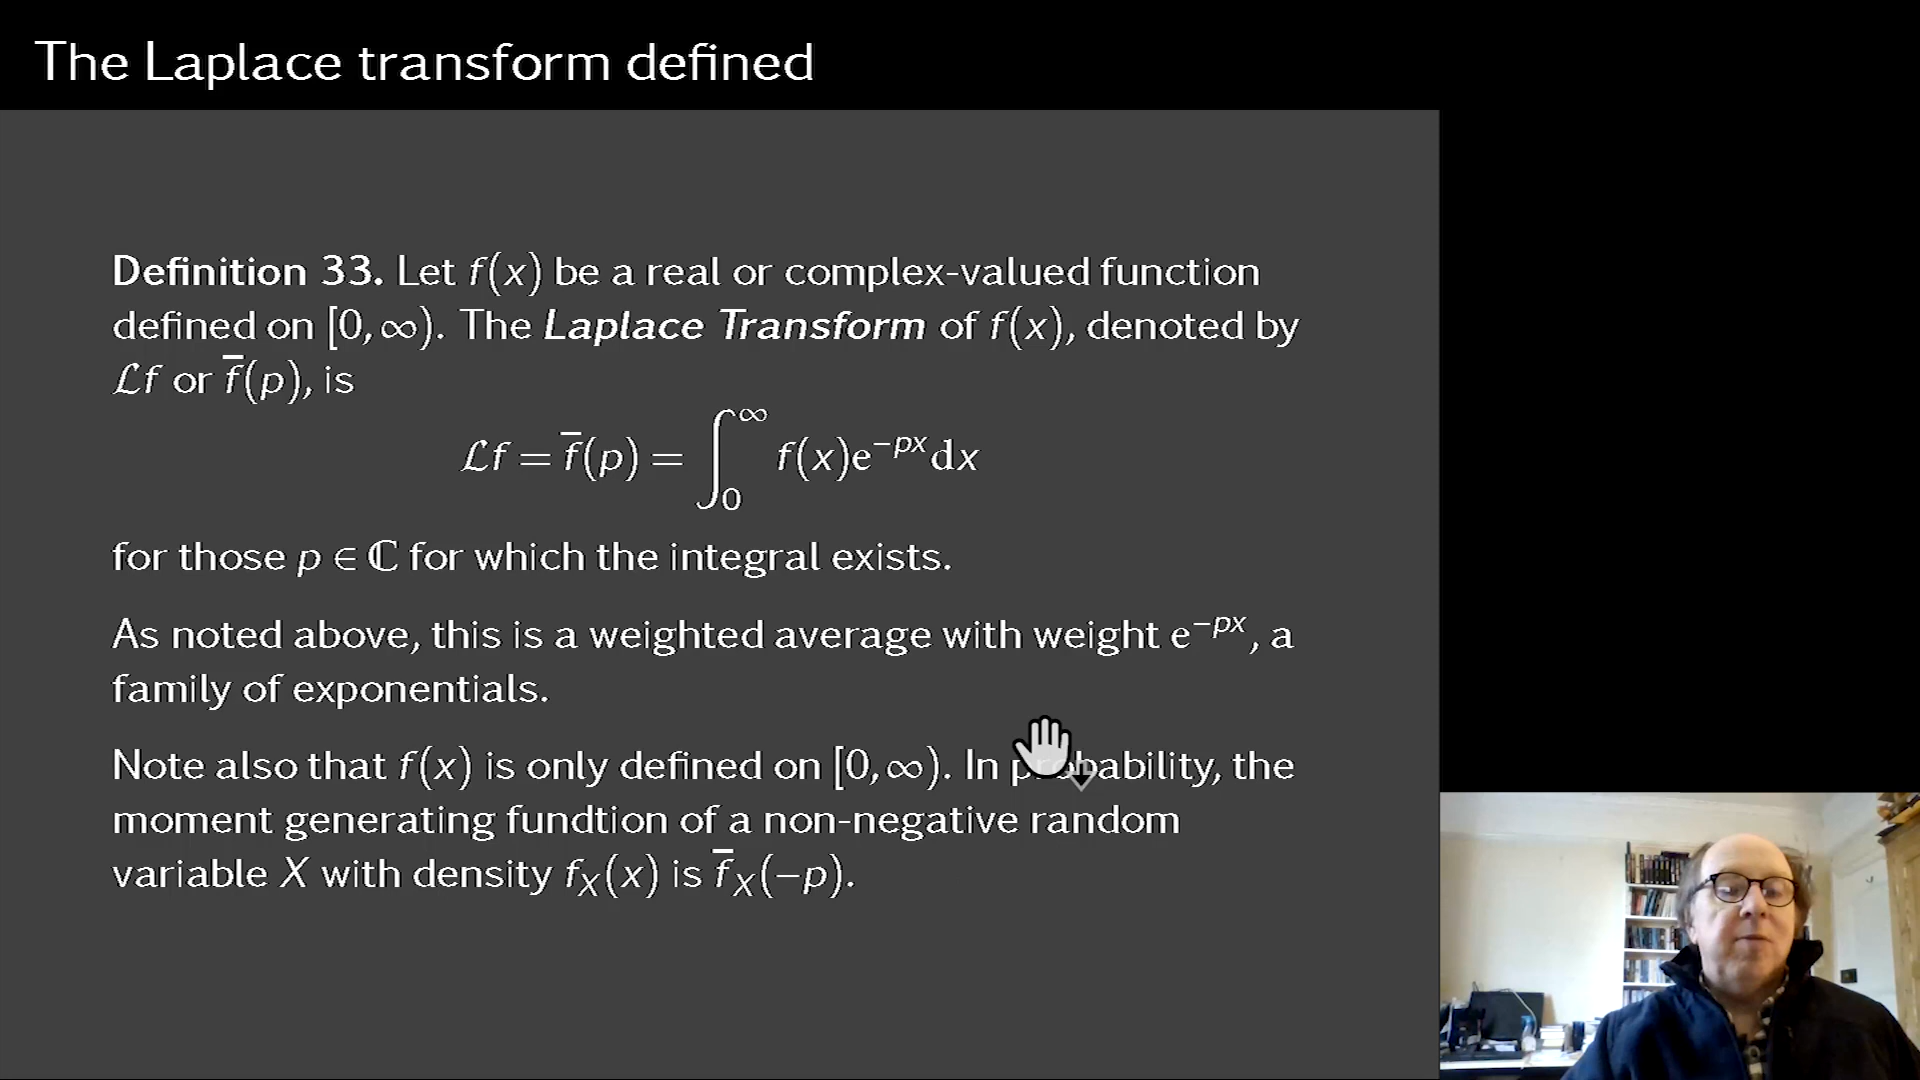 The Laplace transform defined
Definition 33. Let f(x) be a real or complex-valued function
defined on [0,∞). The Laplace Transform of f(x), denoted by
ℒf or f̅(p), is
ℒf = f̅(p) = ∫₀^∞ f(x)e^{−px}dx
for those p ∈ ℂ for which the integral exists.
As noted above, this is a weighted average with weight e^{−px}, a
family of exponentials.
Note also that f(x) is only defined on [0,∞). In probability, the
moment generating fundtion of a non-negative random
variable X with density f_X(x) is f̅_X(−p).